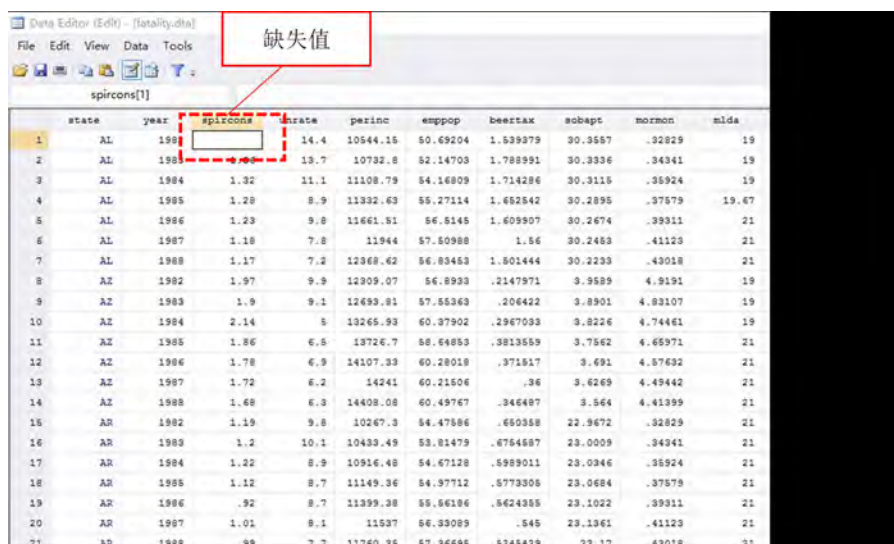 Data Editor (Edit) - [fatality.dta]
缺失值
File Edit View Data Tools
spircons[1]
state year spircons unrate perinc emppop beertax sobapt mormon mlda
1 AL 1982 14.4 10544.15 50.69204 1.539379 30.3557 .32829 19
2 AL 1983 13.7 10732.8 52.14703 1.788991 30.3336 .34341 19
3 AL 1984 1.32 11.1 11108.79 54.16809 1.714286 30.3115 .35924 19
4 AL 1985 1.28 8.9 11332.63 55.27114 1.652542 30.2895 .37579 19.67
5 AL 1986 1.23 9.8 11661.51 56.5145 1.609907 30.2674 .39311 21
6 AL 1987 1.18 7.8 11944 57.50988 1.56 30.2453 .41123 21
7 AL 1988 1.17 7.2 12368.62 56.83453 1.501444 30.2233 .43018 21
8 AZ 1982 1.97 9.9 12309.07 56.8933 .2147971 3.9589 4.9191 19
9 AZ 1983 1.9 9.1 12693.81 57.55363 .206422 3.8901 4.83107 19
10 AZ 1984 2.14 5 13265.93 60.37902 .2967033 3.8226 4.74461 19
11 AZ 1985 1.86 6.5 13726.7 58.64853 .3813559 3.7562 4.65971 21
12 AZ 1986 1.78 6.9 14107.33 60.28018 .371517 3.691 4.57632 21
13 AZ 1987 1.72 6.2 14241 60.21506 .36 3.6269 4.49442 21
14 AZ 1988 1.68 6.3 14408.08 60.49767 .346487 3.564 4.41399 21
15 AR 1982 1.19 9.8 10267.3 54.47586 .650358 22.9672 .32829 21
16 AR 1983 1.2 10.1 10433.49 53.81479 .6754587 23.0009 .34341 21
17 AR 1984 1.22 8.9 10916.48 54.67128 .5989011 23.0346 .35924 21
18 AR 1985 1.12 8.7 11149.36 54.97712 .5773305 23.0684 .37579 21
19 AR 1986 .92 8.7 11399.38 55.56186 .5624355 23.1022 .39311 21
20 AR 1987 1.01 8.1 11537 56.33089 .545 23.1361 .41123 21
21 AR 1988 .99 7.7 11760.35 57.36695 .5245429 23.17 .43018 21